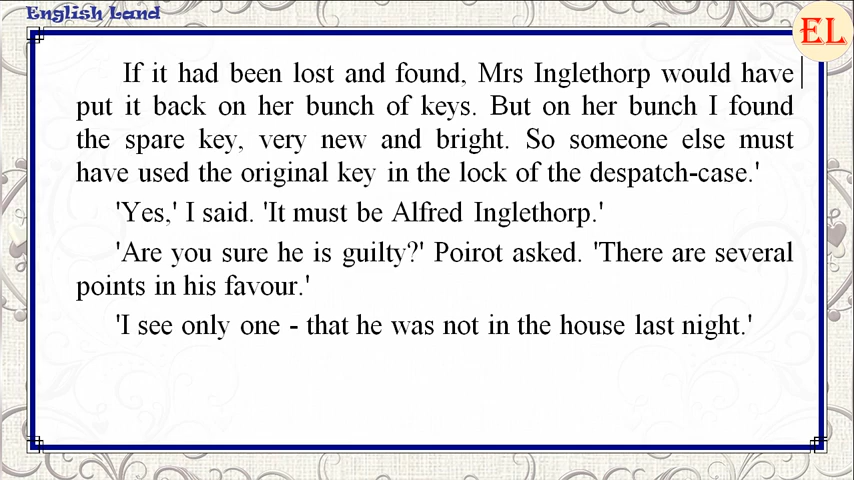 English Land
EL
If it had been lost and found, Mrs Inglethorp would have
put it back on her bunch of keys. But on her bunch I found
the spare key, very new and bright. So someone else must
have used the original key in the lock of the despatch-case.'
'Yes,' I said. 'It must be Alfred Inglethorp.'
'Are you sure he is guilty?' Poirot asked. 'There are several
points in his favour.'
'I see only one - that he was not in the house last night.'